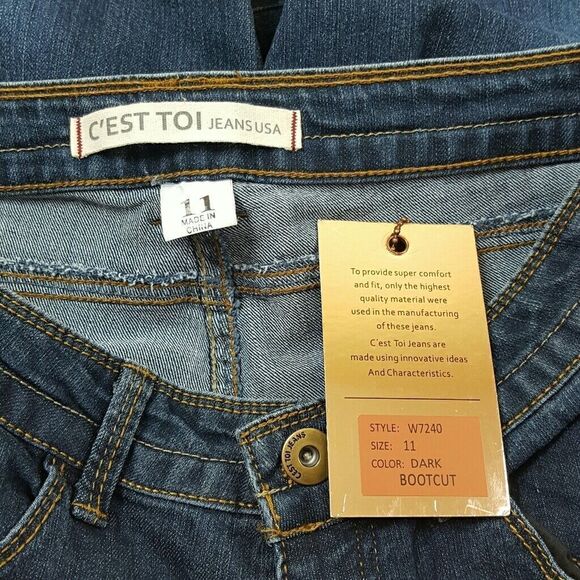 C'EST TOI JEANS USA
11
MADE IN
CHINA
To provide super comfort
and fit, only the highest
quality material were
used in the manufacturing
of these jeans.
C'est Toi Jeans are
made using innovative ideas
And Characteristics.
STYLE: W7240
SIZE: 11
COLOR: DARK
BOOTCUT
C'EST TOI JEANS